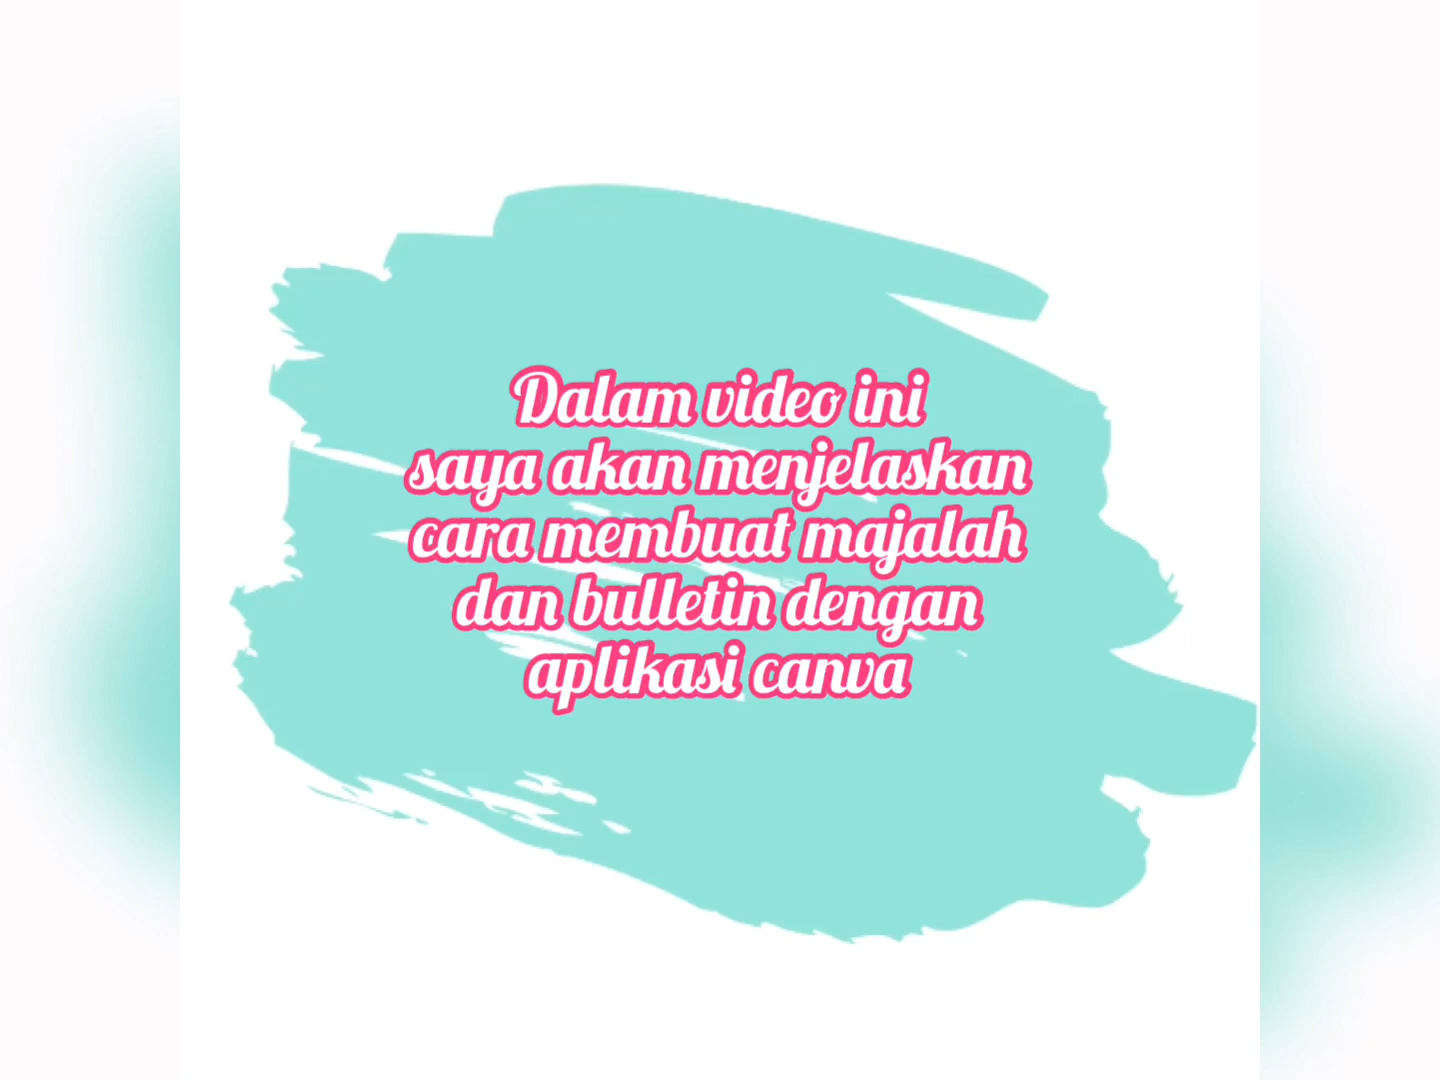 Dalam video ini
saya akan menjelaskan
cara membuat majalah
dan bulletin dengan
aplikasi canva